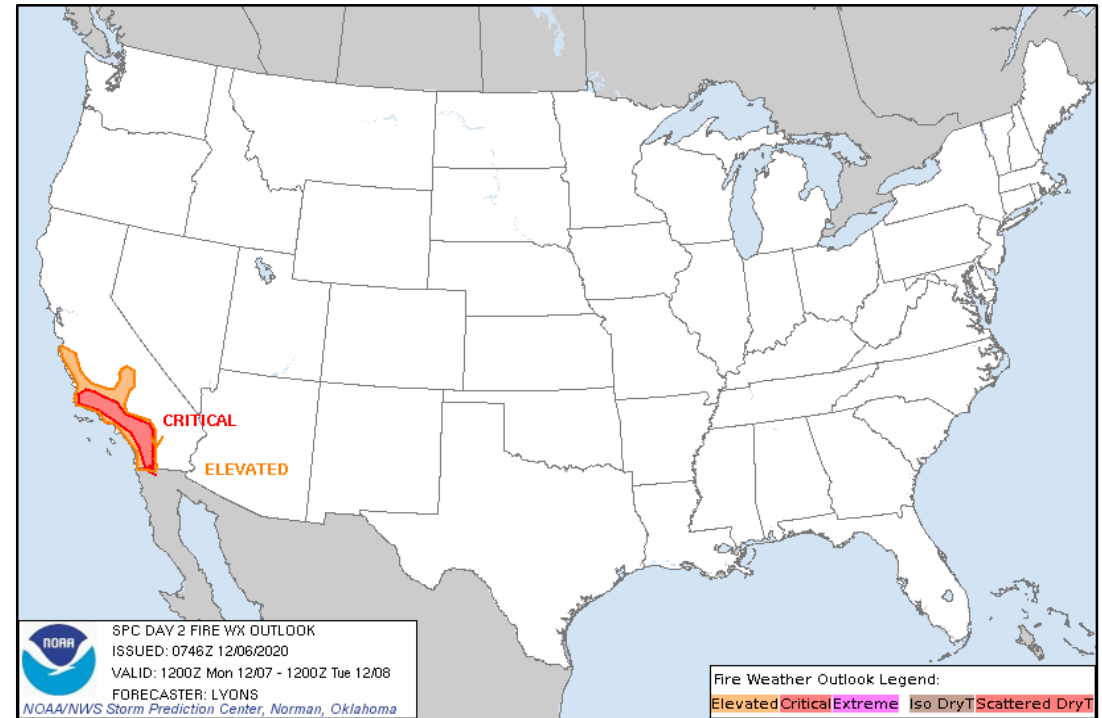 CRITICAL
ELEVATED
NOAA
SPC DAY 2 FIRE WX OUTLOOK
ISSUED: 0746Z 12/06/2020
VALID: 1200Z Mon 12/07 - 1200Z Tue 12/08
FORECASTER: LYONS
NOAA/NWS Storm Prediction Center, Norman, Oklahoma
Fire Weather Outlook Legend:
Elevated Critical Extreme Iso DryT Scattered DryT